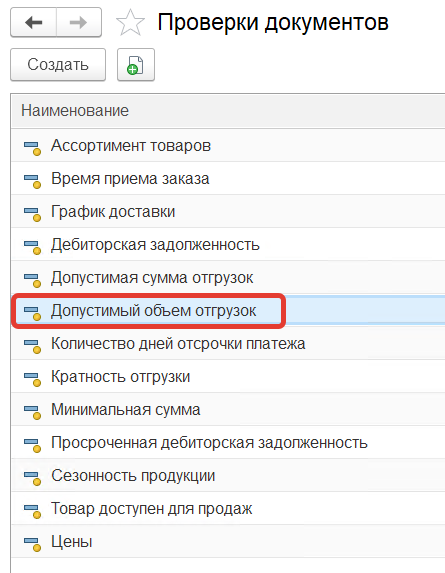 Проверки документов
Создать
Наименование
Ассортимент товаров
Время приема заказа
График доставки
Дебиторская задолженность
Допустимая сумма отгрузок
Допустимый объем отгрузок
Количество дней отсрочки платежа
Кратность отгрузки
Минимальная сумма
Просроченная дебиторская задолженность
Сезонность продукции
Товар доступен для продаж
Цены